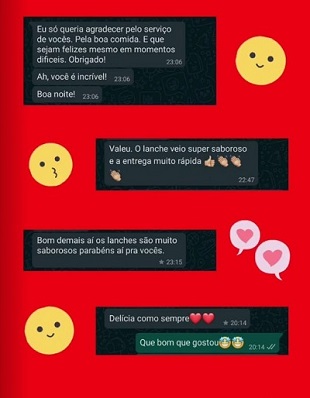 Eu só queria agradecer pelo serviço
de vocês. Pela boa comida. E que
sejam felizes mesmo em momentos
dificeis. Obrigado!
23:06
Ah, você é incrível! 23:06
Boa noite! 23:06
Valeu. O lanche veio super saboroso
e a entrega muito rápida 👍🏼👏🏼👏🏼
👏🏼
22:47
Bom demais aí os lanches são muito
saborosos parabéns aí pra vocês.
★ 23:15
Delícia como sempre❤️❤️ ★ 20:14
Que bom que gostou 20:14